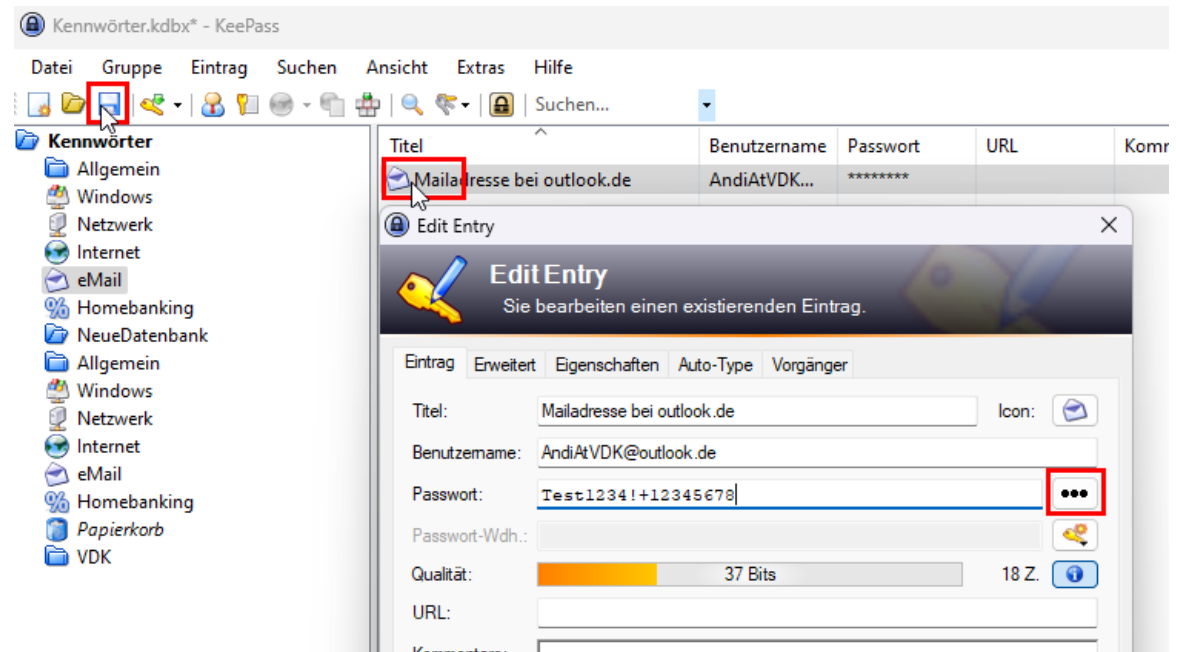 Kennwörter.kdbx* - KeePass
Datei Gruppe Eintrag Suchen Ansicht Extras Hilfe
Suchen...
Kennwörter
Allgemein
Windows
Netzwerk
Internet
eMail
Homebanking
NeueDatenbank
Allgemein
Windows
Netzwerk
Internet
eMail
Homebanking
Papierkorb
VDK
Titel Benutzername Passwort URL
Mailadresse bei outlook.de AndiAtVDK... ********
Edit Entry
Edit Entry
Sie bearbeiten einen existierenden Eintrag.
Eintrag Erweitert Eigenschaften Auto-Type Vorgänger
Titel: Mailadresse bei outlook.de Icon:
Benutzername: AndiAtVDK@outlook.de
Passwort: Test1234!+12345678
Passwort-Wdh.:
Qualität: 37 Bits 18 Z.
URL: